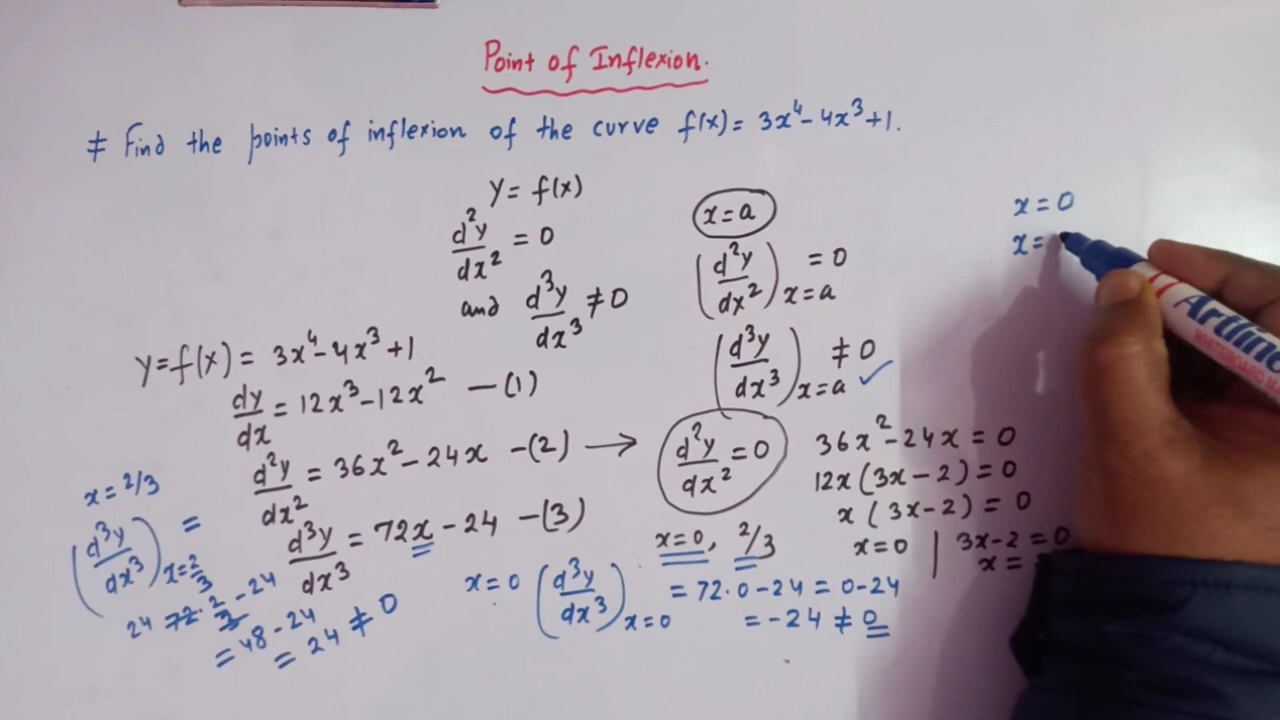 Point of Inflexion.
# Find the points of inflexion of the curve f(x) = 3x⁴ - 4x³ + 1.
y = f(x)
d²y/dx² = 0
and d³y/dx³ ≠ 0
x = a
(d²y/dx²)x=a = 0
(d³y/dx³)x=a ≠ 0 ✓
x = 0
x =
y = f(x) = 3x⁴ - 4x³ + 1
dy/dx = 12x³ - 12x² - (1)
d²y/dx² = 36x² - 24x - (2) →
d³y/dx³ = 72x - 24 - (3)
d²y/dx² = 0
36x² - 24x = 0
12x (3x - 2) = 0
x (3x - 2) = 0
x = 0 | 3x - 2 = 0
x =
x = 0, 2/3
x = 0 (d³y/dx³)x=0 = 72·0 - 24 = 0 - 24
= -24 ≠ 0
x = 2/3
(d³y/dx³)x=2/3 =
24 72·2/3 - 24
= 48 - 24
= 24 ≠ 0
Artline
WHITEBOARD